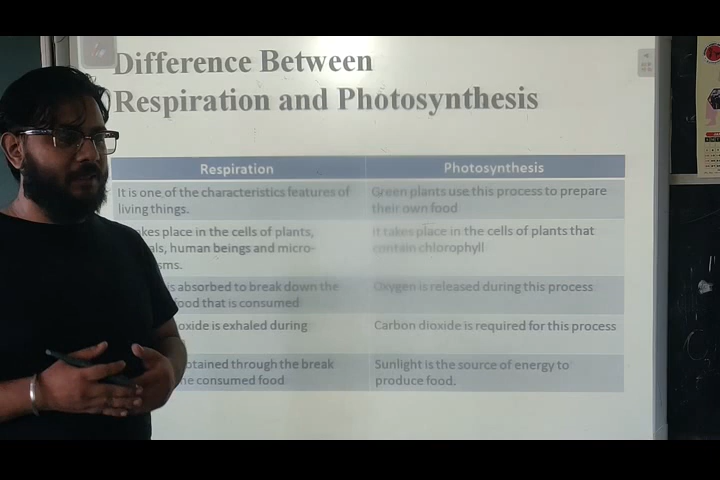 Difference Between
Respiration and Photosynthesis
Respiration
Photosynthesis
It is one of the characteristics features of
living things.
Green plants use this process to prepare
their own food
akes place in the cells of plants,
als, human beings and micro-
sms.
It takes place in the cells of plants that
contain chlorophyll
is absorbed to break down the
food that is consumed
Oxygen is released during this process
oxide is exhaled during
Carbon dioxide is required for this process
btained through the break
he consumed food
Sunlight is the source of energy to
produce food.